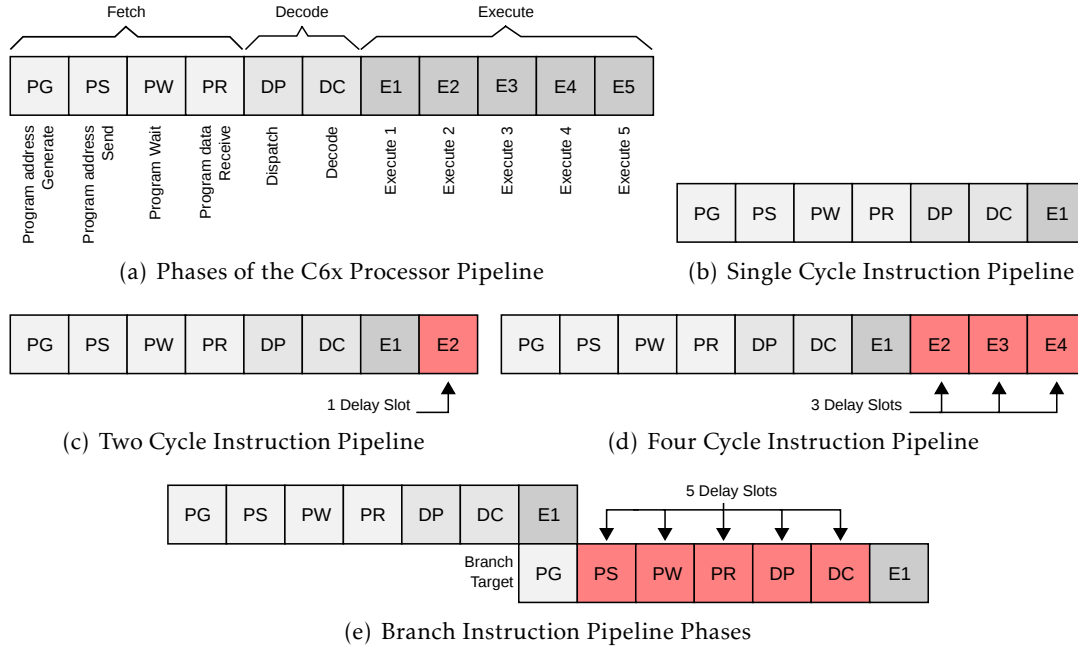 Fetch Decode Execute
PG PS PW PR DP DC E1 E2 E3 E4 E5
Program address
Generate
Program address
Send
Program Wait
Program data
Receive
Dispatch
Decode
Execute 1
Execute 2
Execute 3
Execute 4
Execute 5
(a) Phases of the C6x Processor Pipeline
PG PS PW PR DP DC E1
(b) Single Cycle Instruction Pipeline
PG PS PW PR DP DC E1 E2
1 Delay Slot
(c) Two Cycle Instruction Pipeline
PG PS PW PR DP DC E1 E2 E3 E4
3 Delay Slots
(d) Four Cycle Instruction Pipeline
PG PS PW PR DP DC E1
5 Delay Slots
Branch
Target
PG PS PW PR DP DC E1
(e) Branch Instruction Pipeline Phases